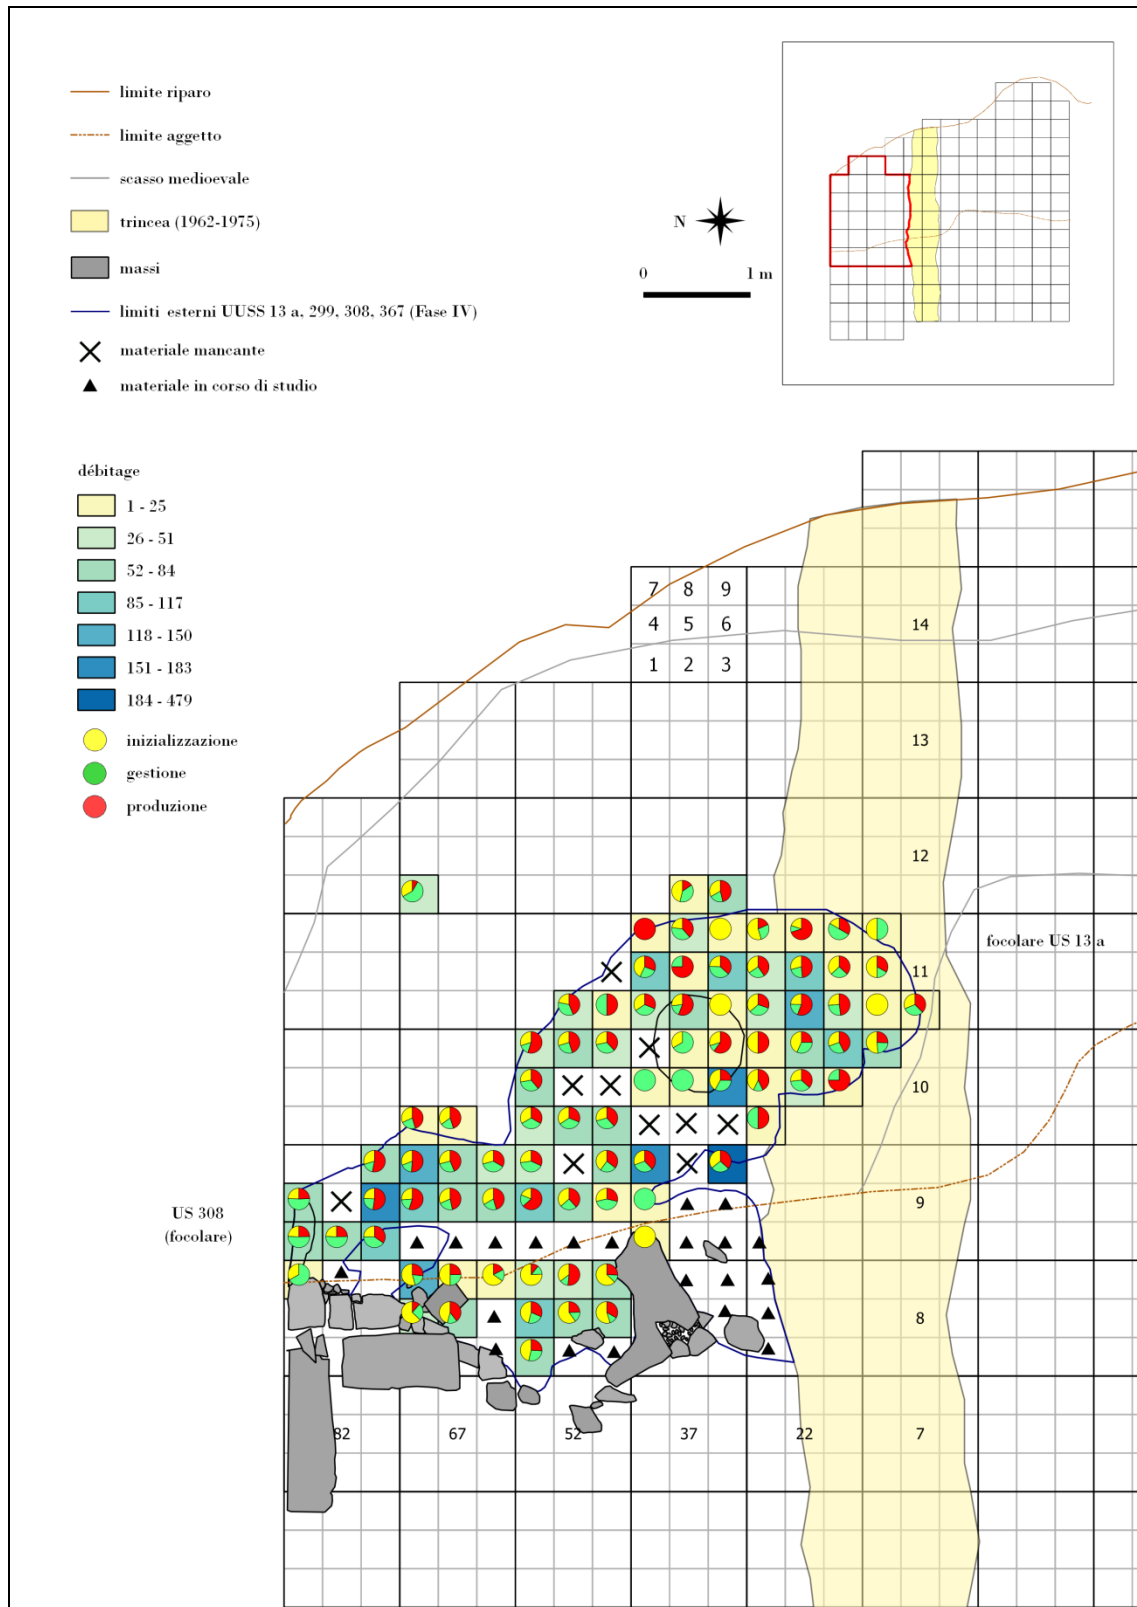 limite riparo
limite aggetto
scasso medioevale
trincea (1962-1975)
massi
limiti esterni UUSS 13 a, 299, 308, 367 (Fase IV)
materiale mancante
materiale in corso di studio
N
0 1 m
débitage
1 - 25
26 - 51
52 - 84
85 - 117
118 - 150
151 - 183
184 - 479
inizializzazione
gestione
produzione
7 8 9
4 5 6
1 2 3
14
13
12
focolare US 13 a
11
10
9
US 308
(focolare)
8
82 67 52 37 22 7